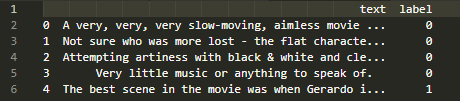 1 text label
2 0 A very, very, very slow-moving, aimless movie ... 0
3 1 Not sure who was more lost - the flat characte... 0
4 2 Attempting artiness with black & white and cle... 0
5 3 Very little music or anything to speak of. 0
6 4 The best scene in the movie was when Gerardo i... 1